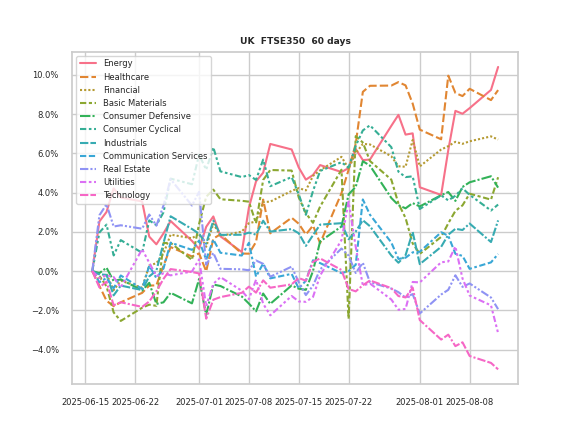 UK  FTSE350  60 days
Energy
Healthcare
Financial
Basic Materials
Consumer Defensive
Consumer Cyclical
Industrials
Communication Services
Real Estate
Utilities
Technology
10.0%
8.0%
6.0%
4.0%
2.0%
0.0%
−2.0%
−4.0%
2025-06-15 2025-06-22 2025-07-01 2025-07-08 2025-07-15 2025-07-22 2025-08-01 2025-08-08